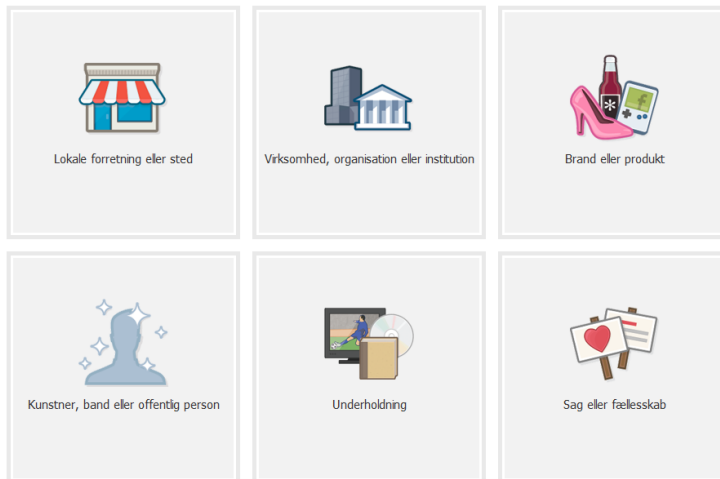 Lokale forretning eller sted
Virksomhed, organisation eller institution
Brand eller produkt
Kunstner, band eller offentlig person
Underholdning
Sag eller fællesskab